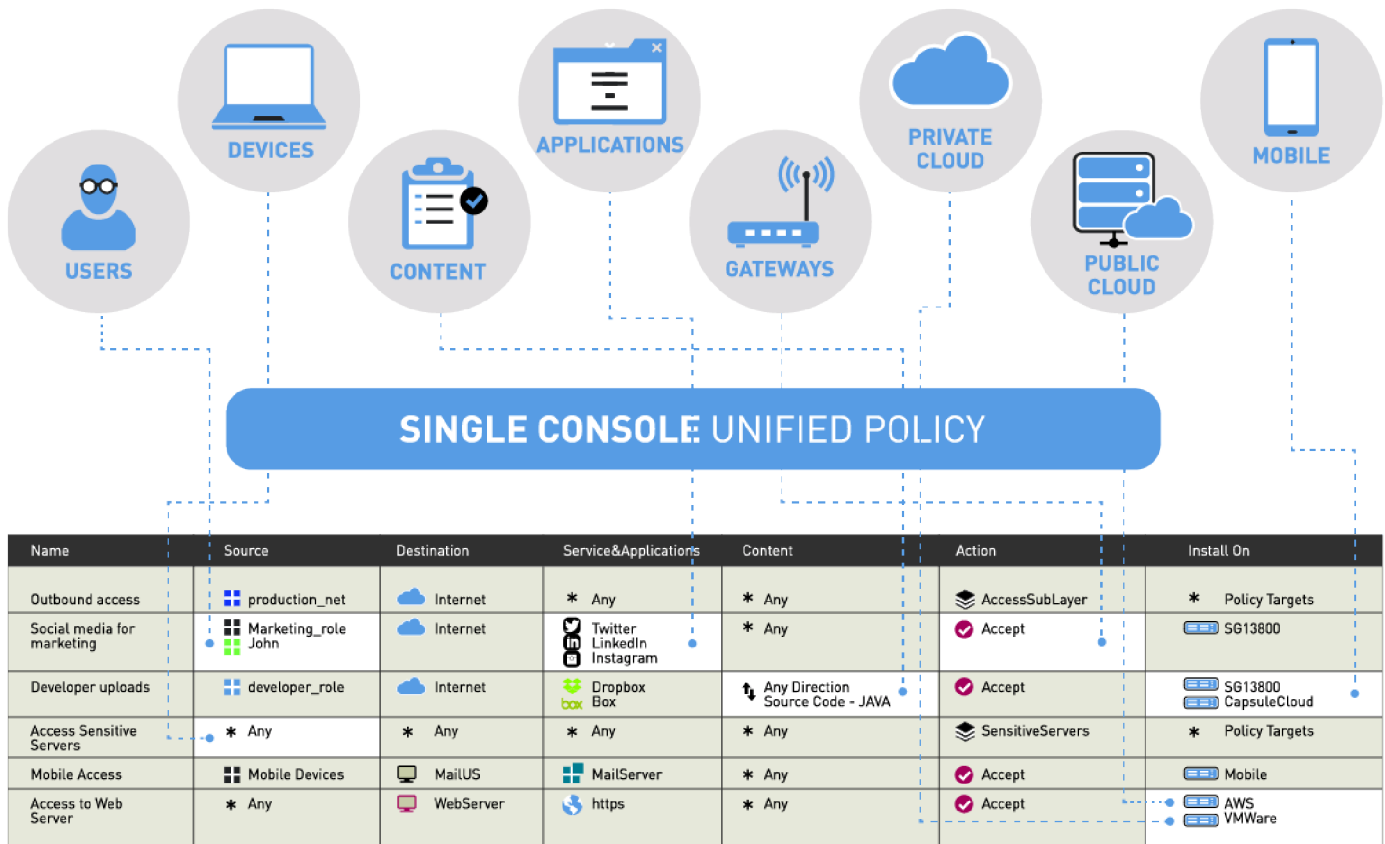 DEVICES
APPLICATIONS
PRIVATE
CLOUD
MOBILE
USERS
CONTENT
GATEWAYS
PUBLIC
CLOUD
SINGLE CONSOLE UNIFIED POLICY
Name Source Destination Service&Applications Content Action Install On
Outbound access production_net Internet * Any * Any AccessSubLayer * Policy Targets
Social media for
marketing
Marketing_role
John
Internet
Twitter
LinkedIn
Instagram
* Any
Accept
SG13800
Developer uploads
developer_role
Internet
Dropbox
box Box
Any Direction
Source Code - JAVA
Accept
SG13800
CapsuleCloud
Access Sensitive
Servers
* Any
* Any
* Any
* Any
SensitiveServers
* Policy Targets
Mobile Access Mobile Devices MailUS MailServer * Any Accept Mobile
Access to Web
Server
* Any
WebServer
https
* Any
Accept
AWS
VMWare